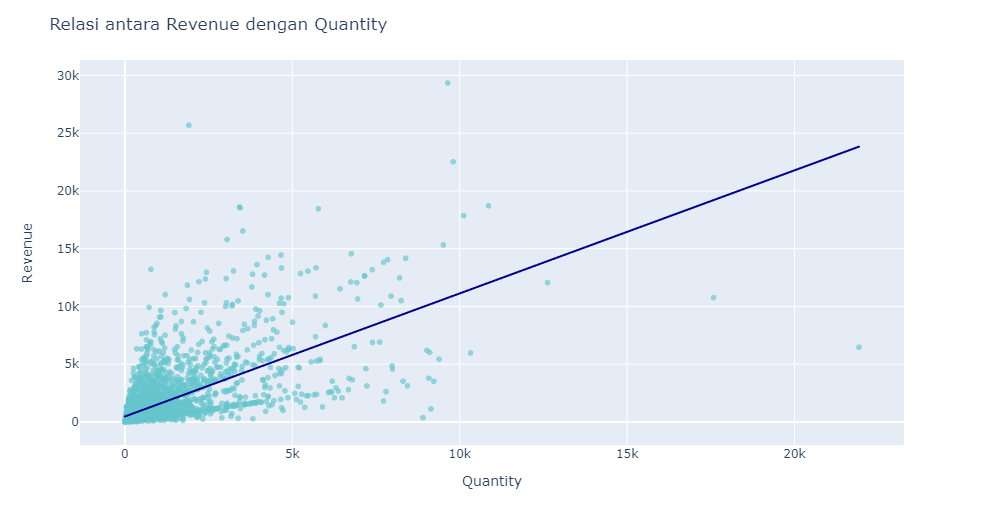 Relasi antara Revenue dengan Quantity
30k
25k
20k
15k
10k
5k
0
Revenue
0
5k
10k
15k
20k
Quantity